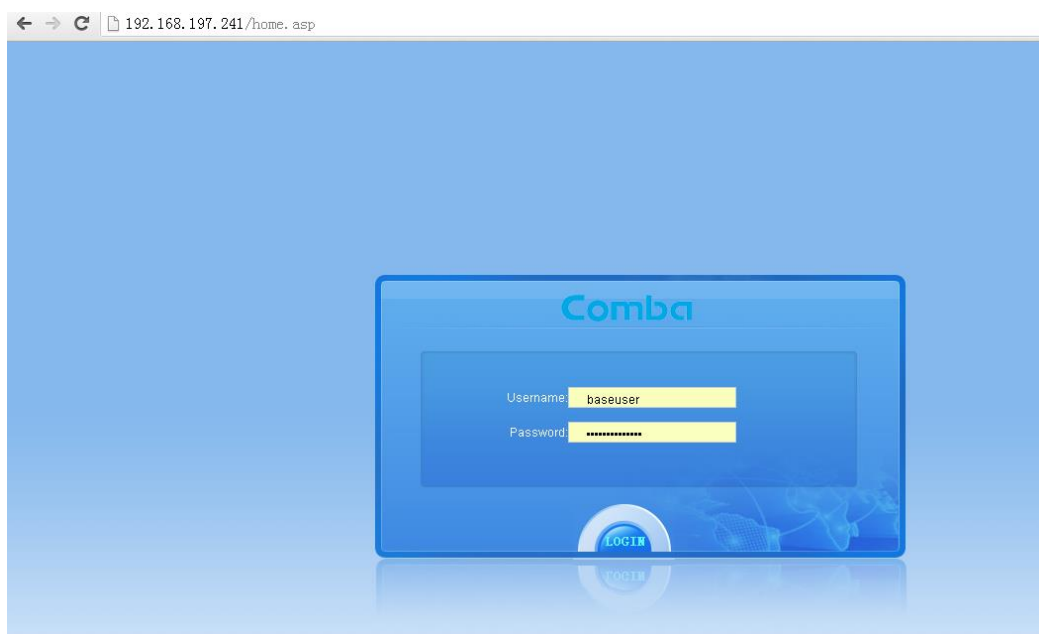 192.168.197.241/home.asp
Comba
Username: baseuser
Password: ••••••••••••••
LOGIN